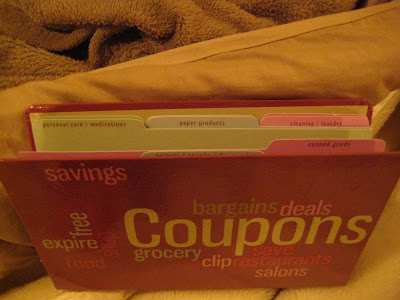 personal care / medications
paper products
cleaning / laundry
canned goods
savings
bargains deals
free
Coupons
expire
food
grocery
save
clip restaurants
salons